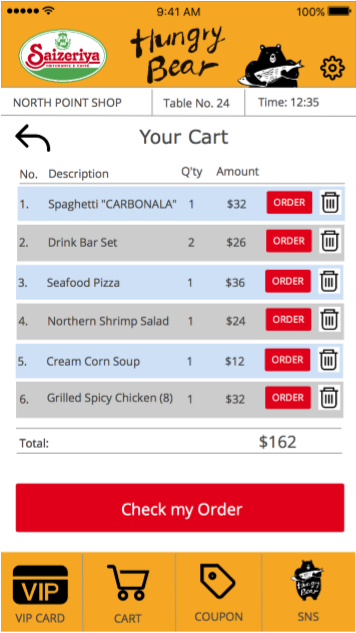 9:41 AM
100%
Saizeriya
RISTORANTE E CAFFÈ
Hungry
Bear
NORTH POINT SHOP
Table No. 24
Time: 12:35
Your Cart
No. Description Q'ty Amount
1. Spaghetti "CARBONALA" 1 $32 ORDER
2. Drink Bar Set 2 $26 ORDER
3. Seafood Pizza 1 $36 ORDER
4. Northern Shrimp Salad 1 $24 ORDER
5. Cream Corn Soup 1 $12 ORDER
6. Grilled Spicy Chicken (8) 1 $32 ORDER
Total: $162
Check my Order
VIP
Hungry
Bear
VIP CARD CART COUPON SNS